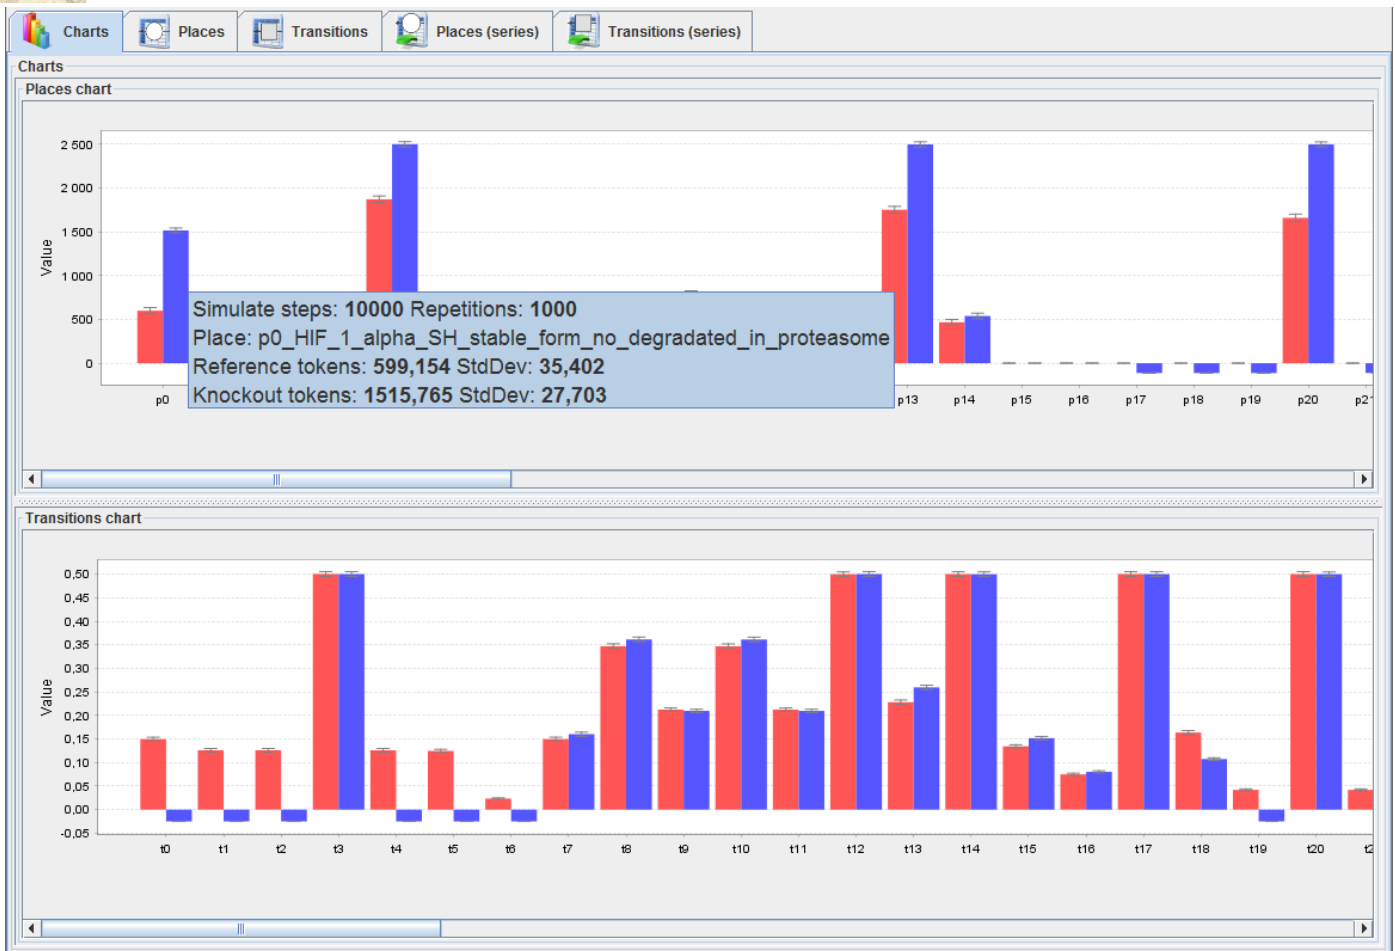 Charts Places Transitions Places (series) Transitions (series)
Charts
Places chart
2 500
2 000
1 500
1 000
500
0
Value
Simulate steps: 10000 Repetitions: 1000
Place: p0_HIF_1_alpha_SH_stable_form_no_degradated_in_proteasome
Reference tokens: 599,154 StdDev: 35,402
Knockout tokens: 1515,765 StdDev: 27,703
p0 p13 p14 p15 p16 p17 p18 p19 p20 p21
Transitions chart
0,50
0,45
0,40
0,35
0,30
0,25
0,20
0,15
0,10
0,05
0,00
-0,05
Value
t0 t1 t2 t3 t4 t5 t6 t7 t8 t9 t10 t11 t12 t13 t14 t15 t16 t17 t18 t19 t20